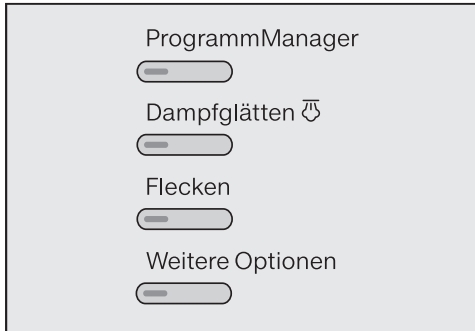 ProgrammManager
Dampfglätten
Flecken
Weitere Optionen